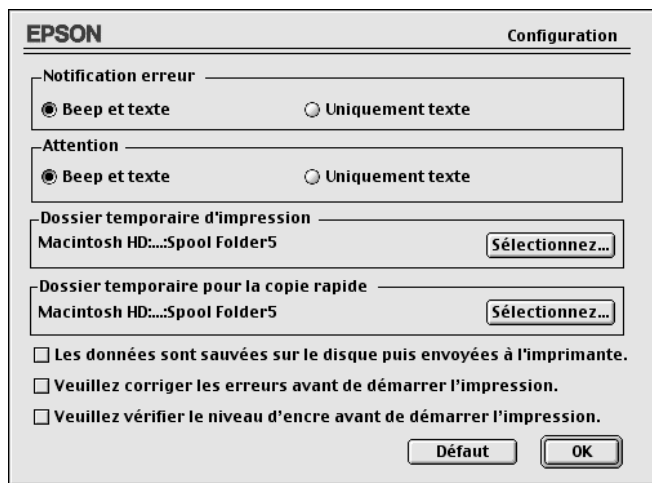 EPSON Configuration
Notification erreur
Beep et texte Uniquement texte
Attention
Beep et texte Uniquement texte
Dossier temporaire d'impression
Macintosh HD:...:Spool Folder5 Sélectionnez...
Dossier temporaire pour la copie rapide
Macintosh HD:...:Spool Folder5 Sélectionnez...
Les données sont sauvées sur le disque puis envoyées à l'imprimante.
Veuillez corriger les erreurs avant de démarrer l’impression.
Veuillez vérifier le niveau d’encre avant de démarrer l’impression.
Défaut OK